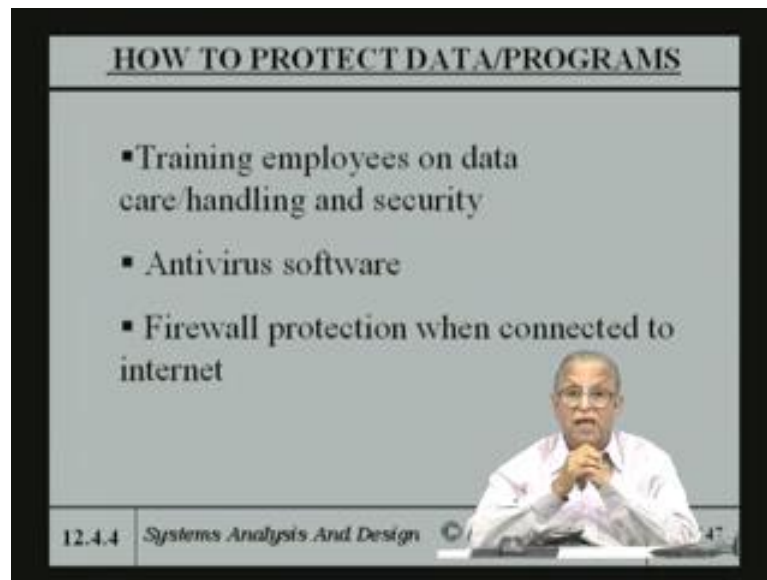 HOW TO PROTECT DATA/PROGRAMS
▪Training employees on data
care/handling and security
▪ Antivirus software
▪ Firewall protection when connected to
internet
12.4.4 Systems Analysis And Design © 47